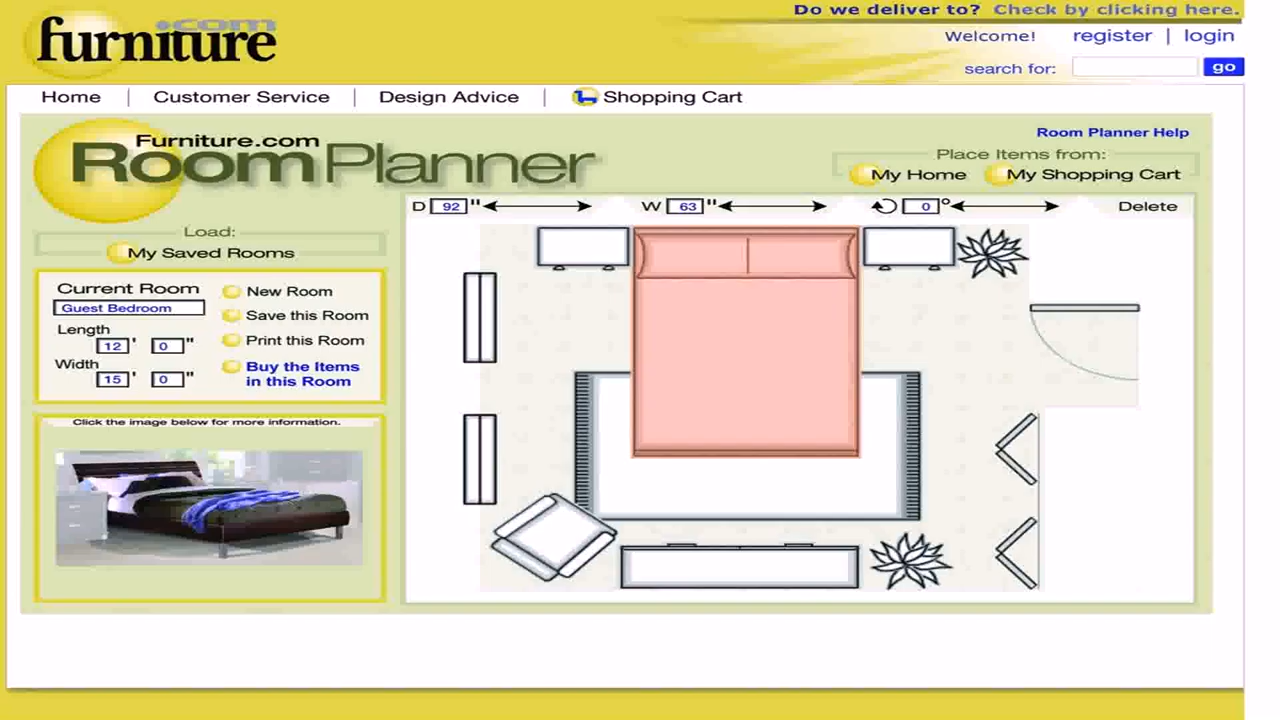 Do we deliver to? Check by clicking here.
.com
furniture
Welcome! register | login
search for: go
Home | Customer Service | Design Advice | Shopping Cart
Furniture.com
RoomPlanner
Room Planner Help
Place Items from:
My Home My Shopping Cart
D 92 " W 63 " 0 ° Delete
Load:
My Saved Rooms
Current Room
Guest Bedroom
Length
12 ' 0 "
Width
15 ' 0 "
New Room
Save this Room
Print this Room
Buy the Items
in this Room
Click the image below for more information.